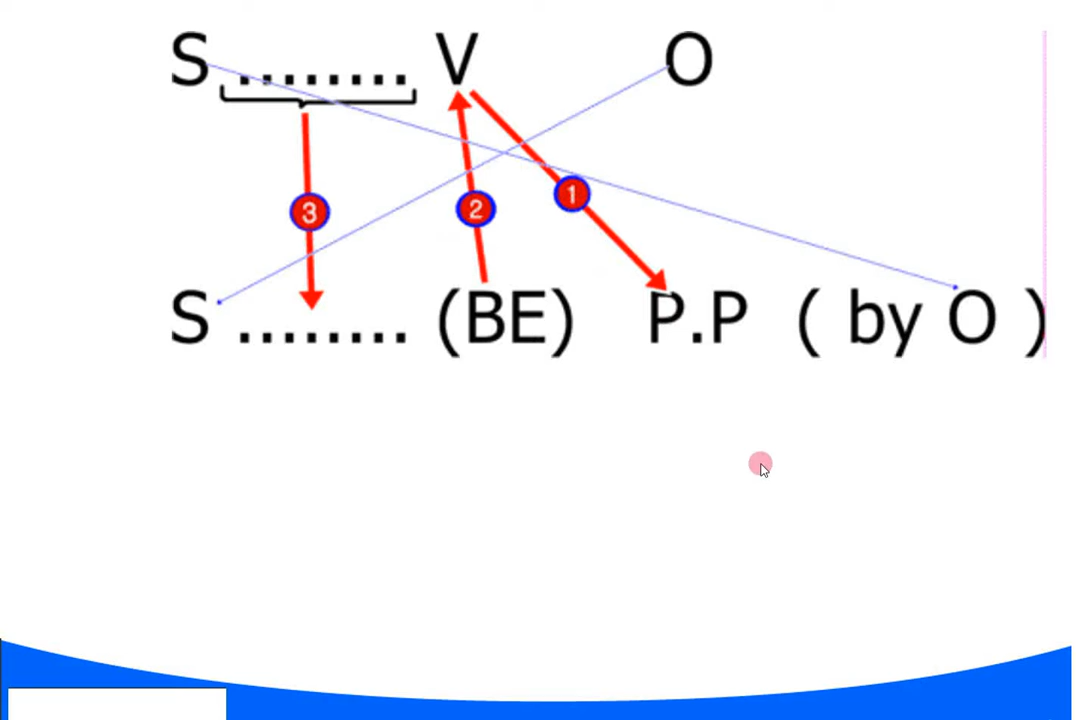 S ........ V O
3 2 1
S ........ (BE) P.P ( by O )